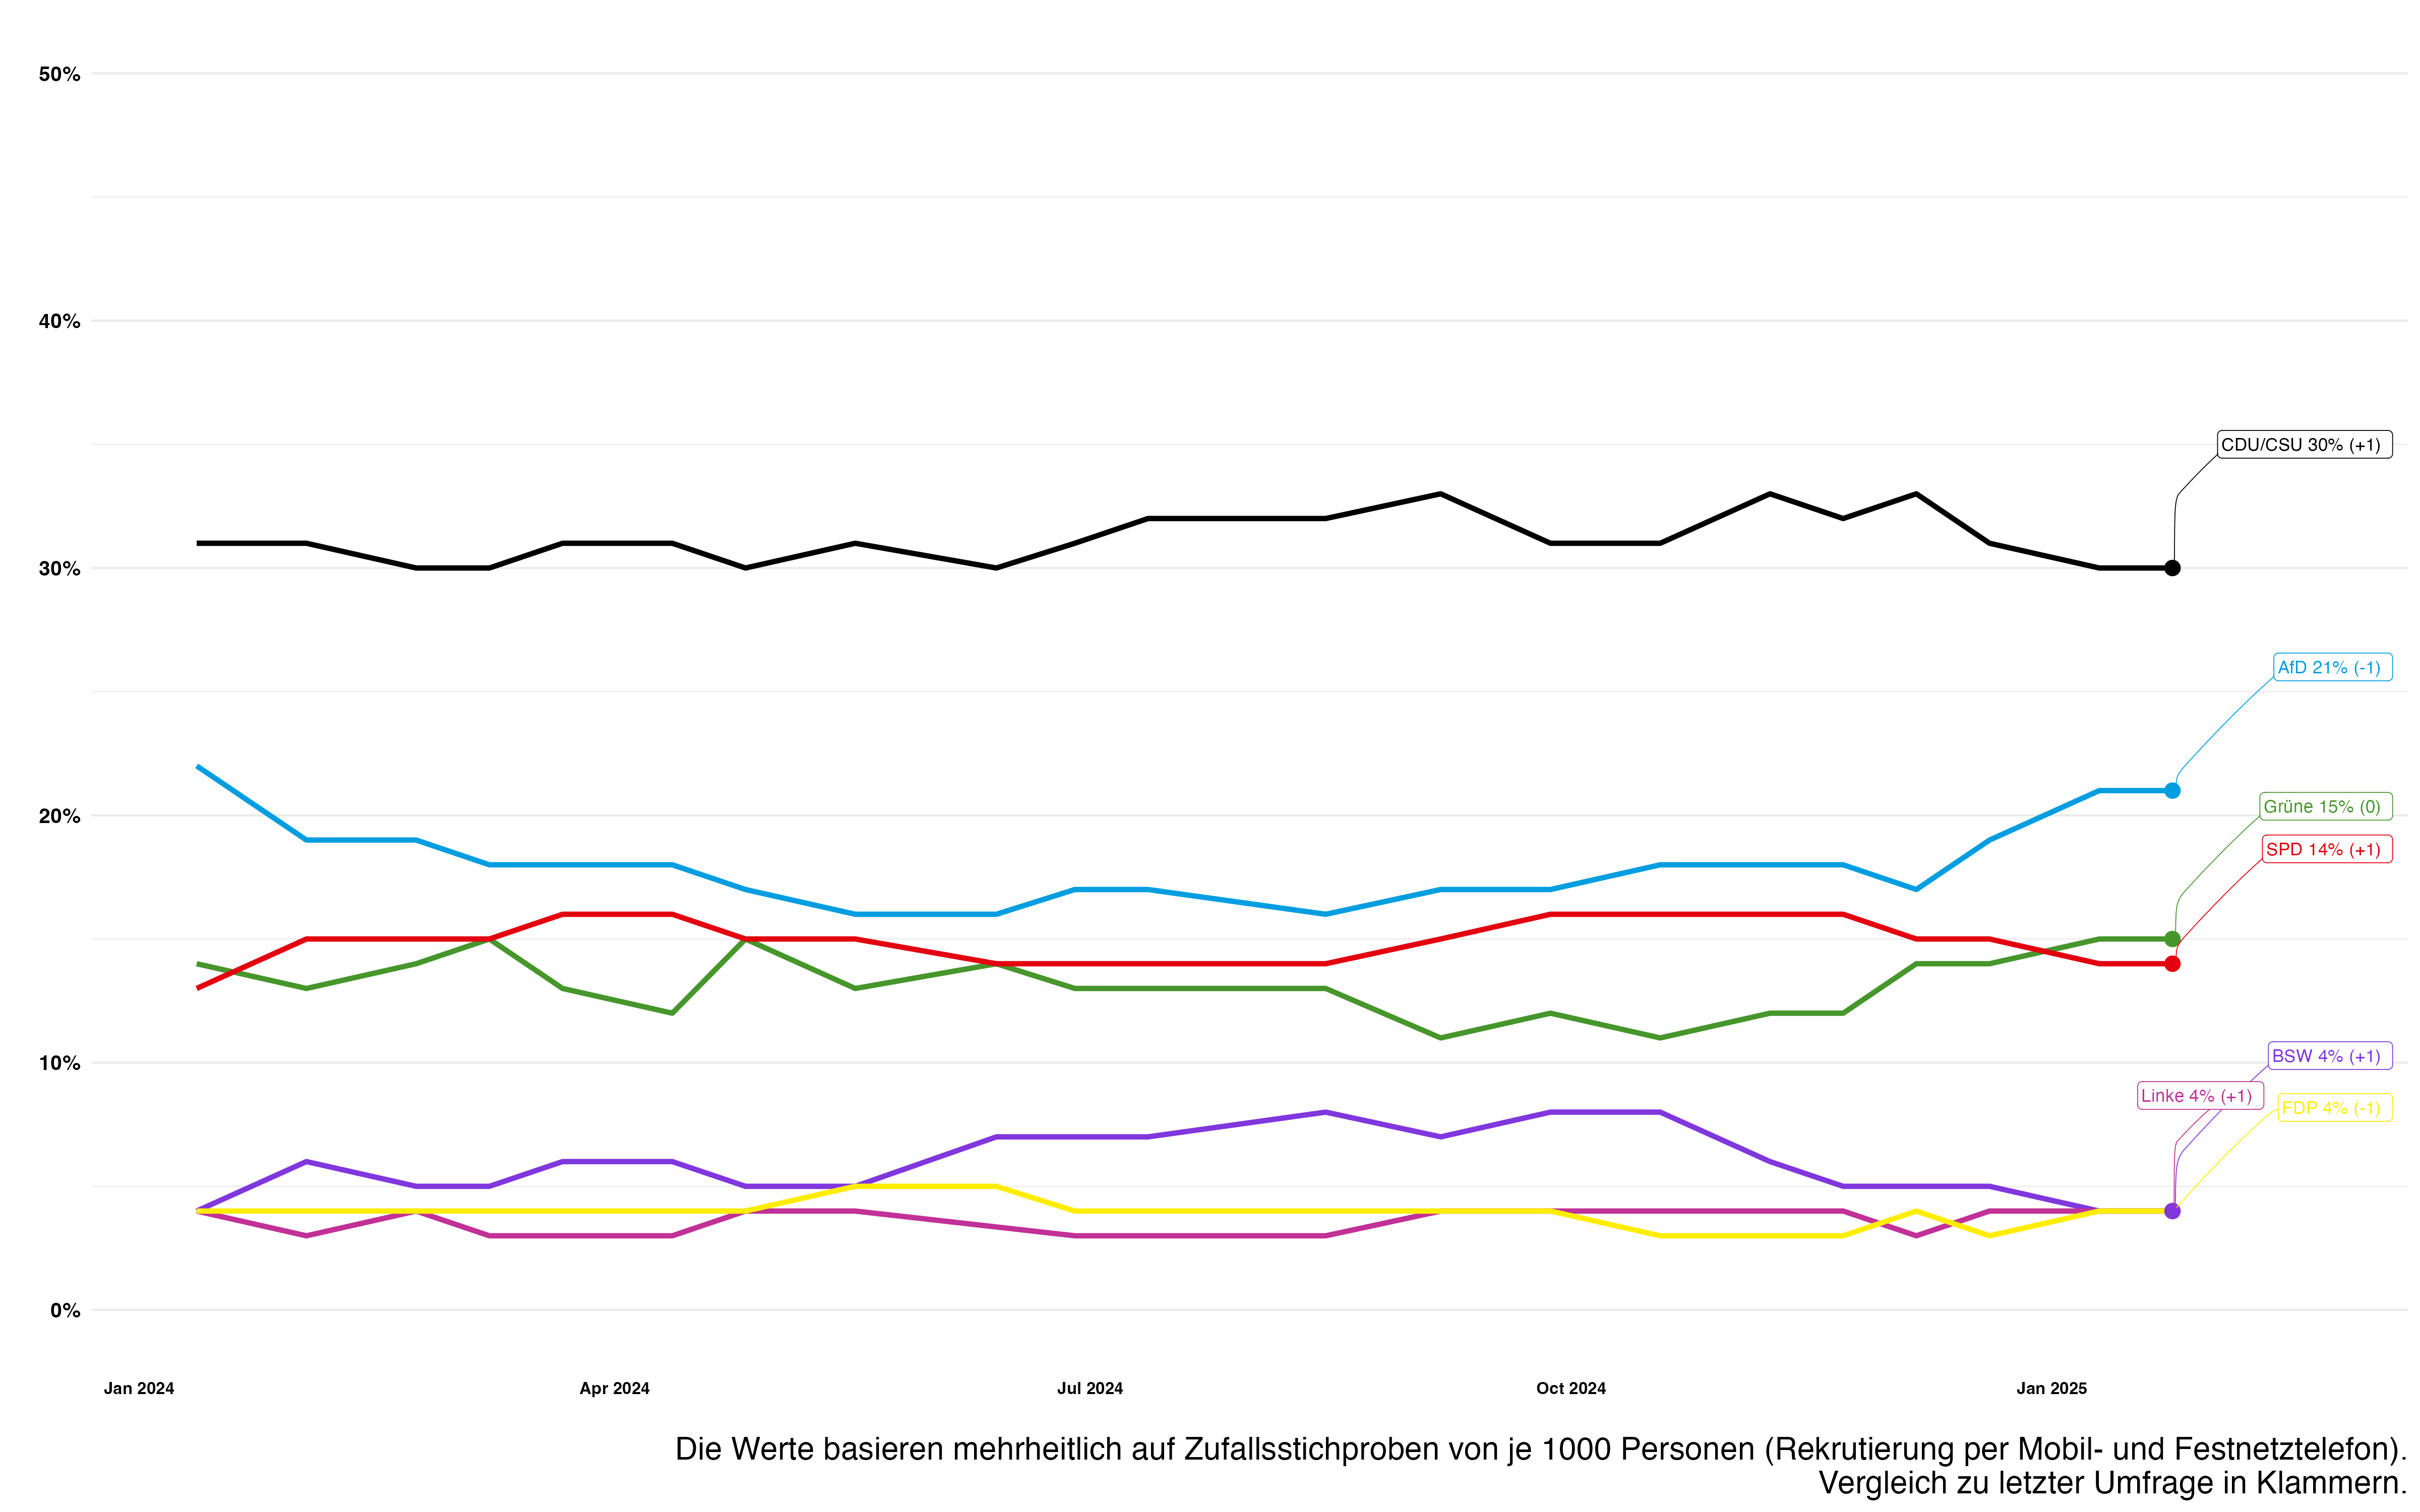 50%
40%
30%
20%
10%
0%
CDU/CSU 30% (+1)
AfD 21% (-1)
Grüne 15% (0)
SPD 14% (+1)
BSW 4% (+1)
Linke 4% (+1)
FDP 4% (-1)
Jan 2024
Apr 2024
Jul 2024
Oct 2024
Jan 2025
Die Werte basieren mehrheitlich auf Zufallsstichproben von je 1000 Personen (Rekrutierung per Mobil- und Festnetztelefon).
Vergleich zu letzter Umfrage in Klammern.